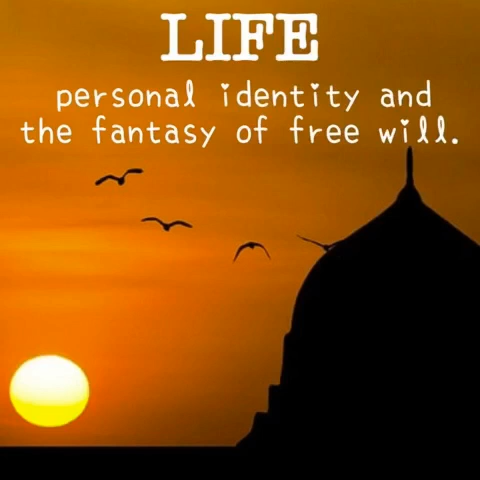 LIFE
personal identity and
the fantasy of free will.